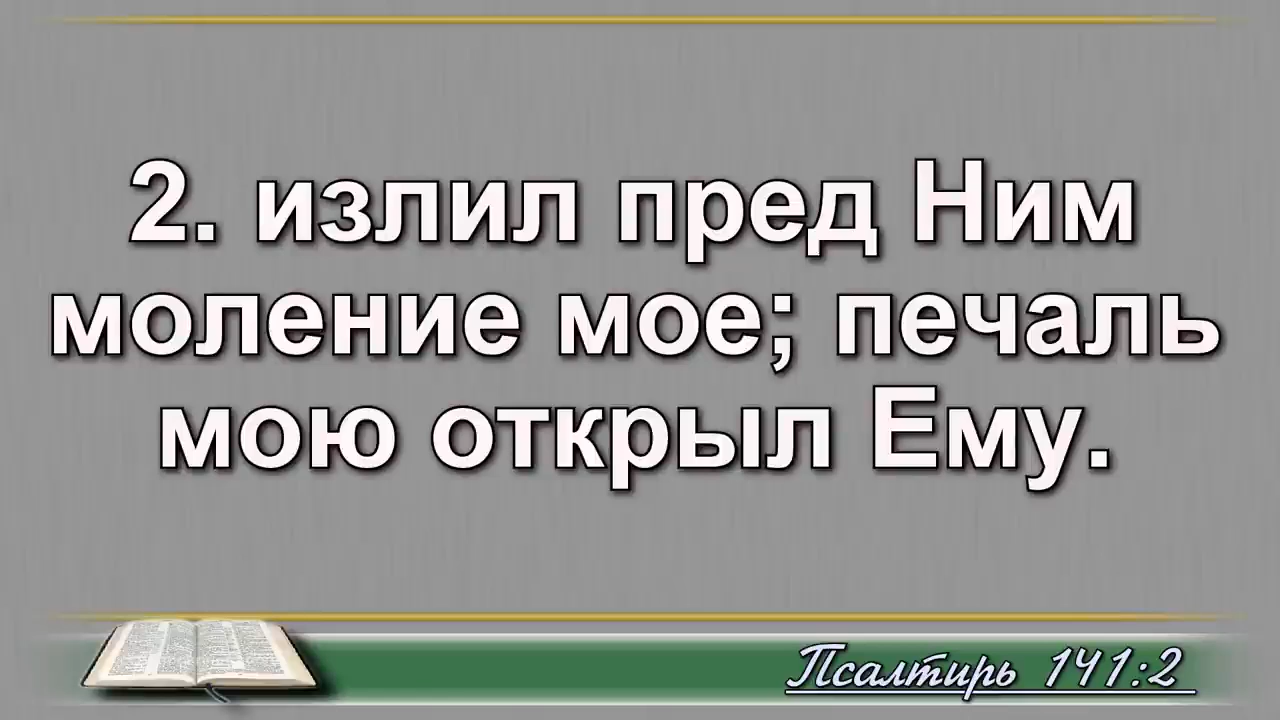 2. излил пред Ним
моление мое; печаль
мою открыл Ему.
Псалтирь 141:2